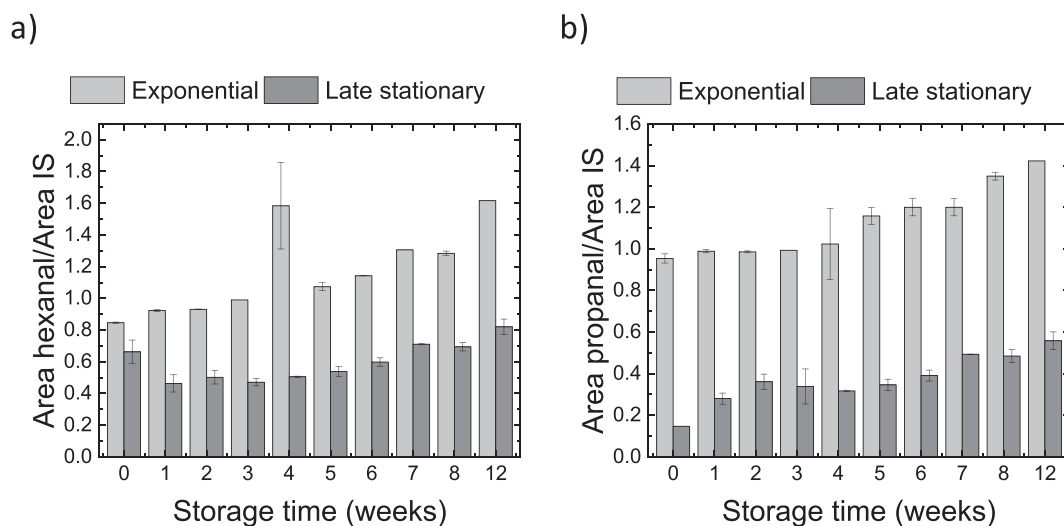 a)
Exponential Late stationary
Area hexanal/Area IS
2.0
1.8
1.6
1.4
1.2
1.0
0.8
0.6
0.4
0.2
0.0
0 1 2 3 4 5 6 7 8 12
Storage time (weeks)
b)
Exponential Late stationary
Area propanal/Area IS
1.6
1.4
1.2
1.0
0.8
0.6
0.4
0.2
0.0
0 1 2 3 4 5 6 7 8 12
Storage time (weeks)